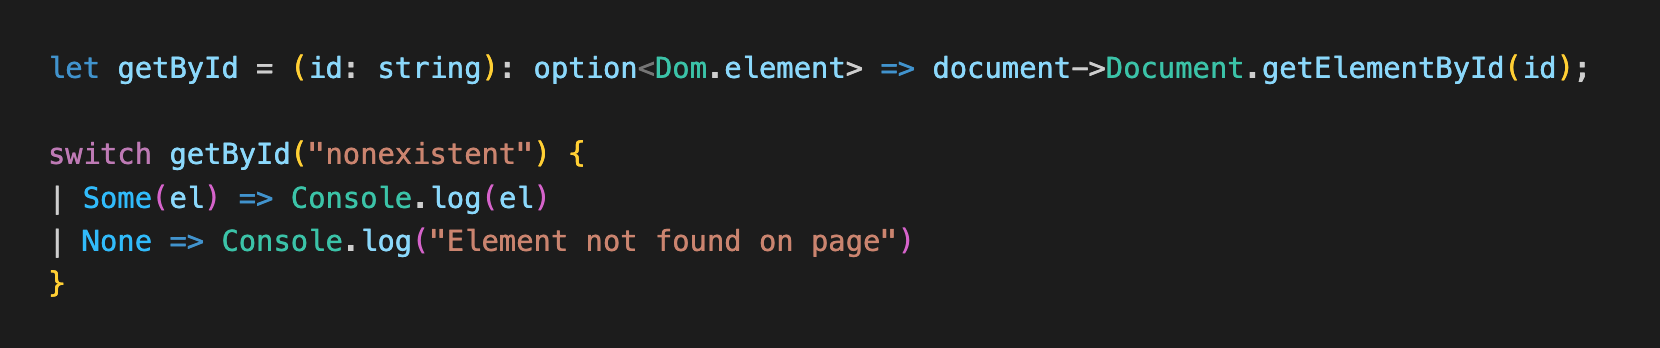 let getById = (id: string): option<Dom.element> => document->Document.getElementById(id);
switch getById("nonexistent") {
| Some(el) => Console.log(el)
| None => Console.log("Element not found on page")
}